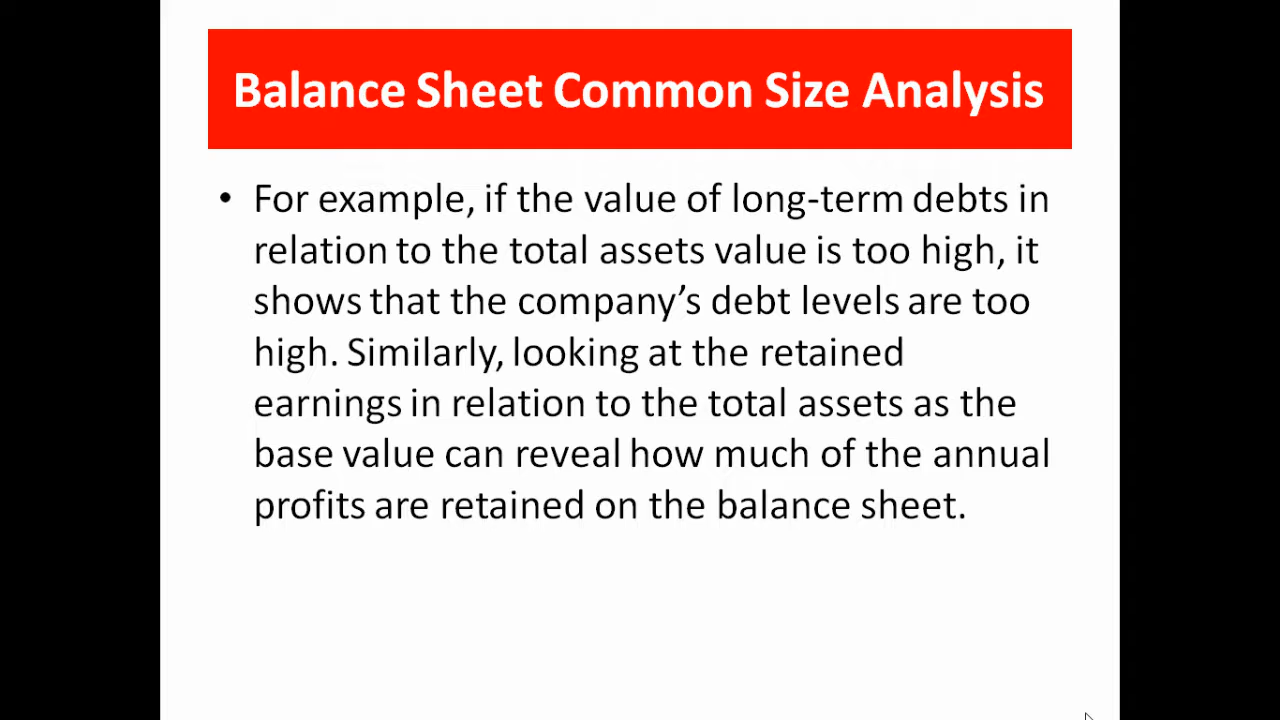 Balance Sheet Common Size Analysis
• For example, if the value of long-term debts in
relation to the total assets value is too high, it
shows that the company’s debt levels are too
high. Similarly, looking at the retained
earnings in relation to the total assets as the
base value can reveal how much of the annual
profits are retained on the balance sheet.